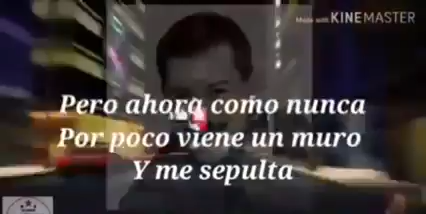 Made with KINEMASTER
Pero ahora como nunca
Por poco viene un muro
Y me sepulta